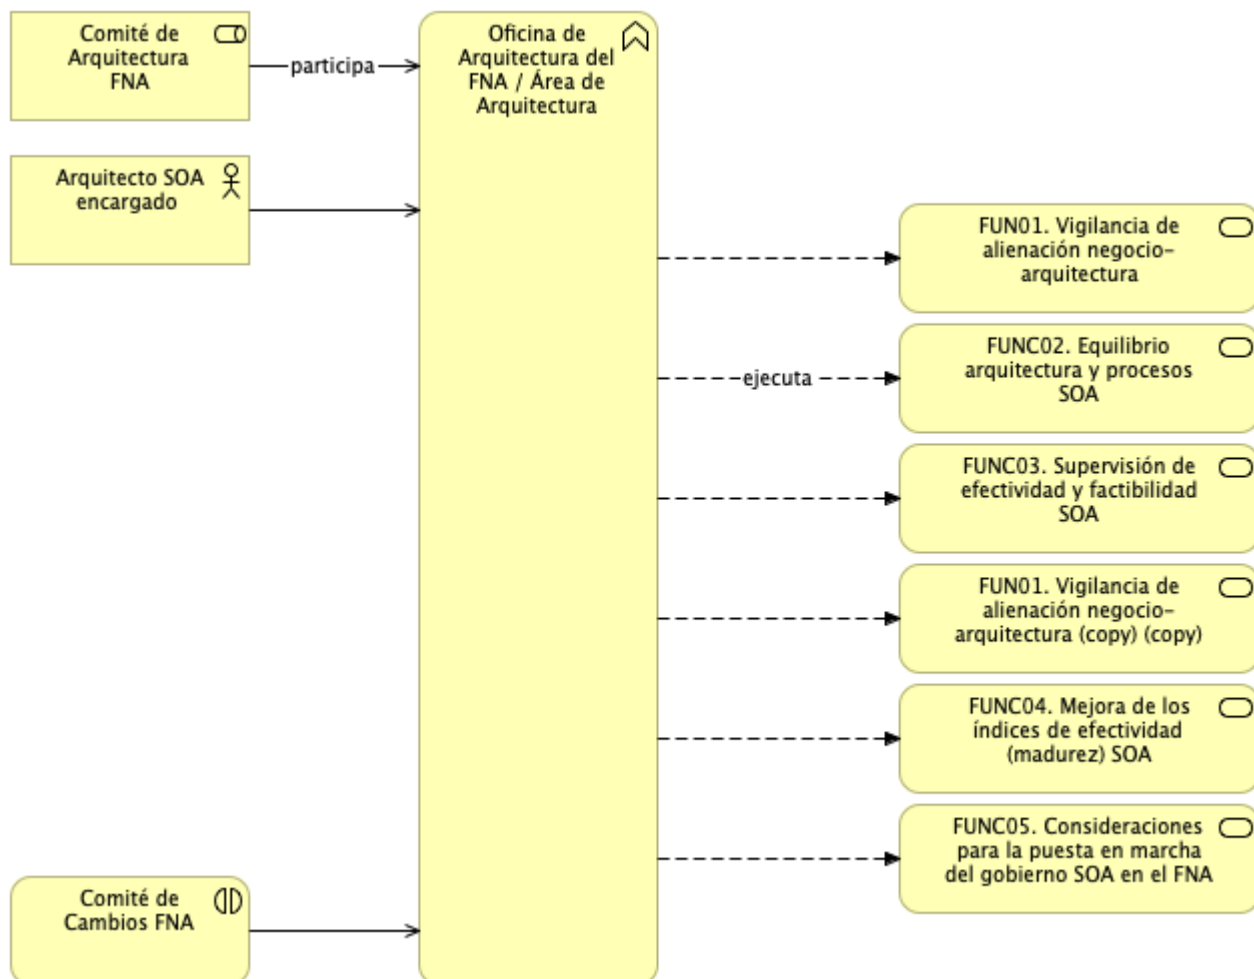 Comité de
Arquitectura
FNA
participa
Oficina de
Arquitectura del
FNA / Área de
Arquitectura
Arquitecto SOA
encargado
FUN01. Vigilancia de
alienación negocio-
arquitectura
FUNC02. Equilibrio
arquitectura y procesos
SOA
ejecuta
FUNC03. Supervisión de
efectividad y factibilidad
SOA
FUN01. Vigilancia de
alienación negocio-
arquitectura (copy) (copy)
FUNC04. Mejora de los
índices de efectividad
(madurez) SOA
FUNC05. Consideraciones
para la puesta en marcha
del gobierno SOA en el FNA
Comité de
Cambios FNA